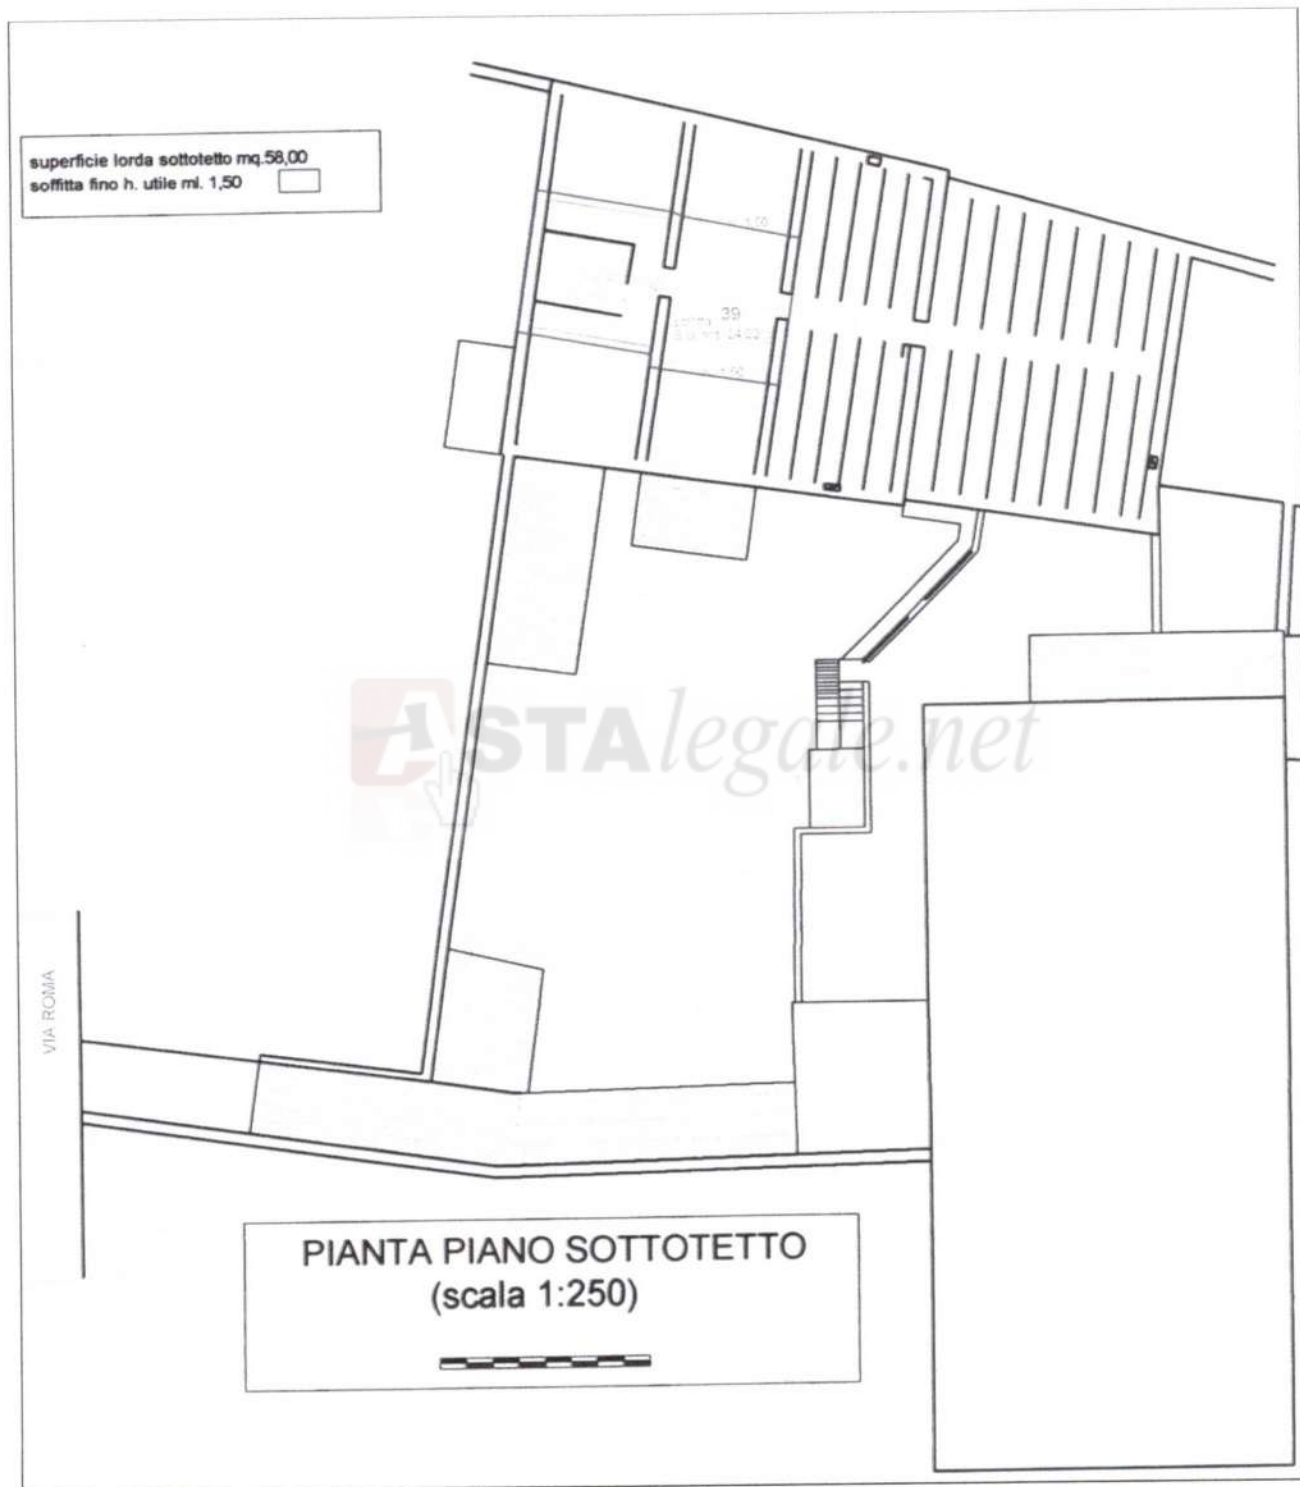 superficie lorda sottotetto mq.58,00
soffitta fino h. utile ml. 1,50
39
ASTAlegale.net
VIA ROMA
PIANTA PIANO SOTTOTETTO
(scala 1:250)